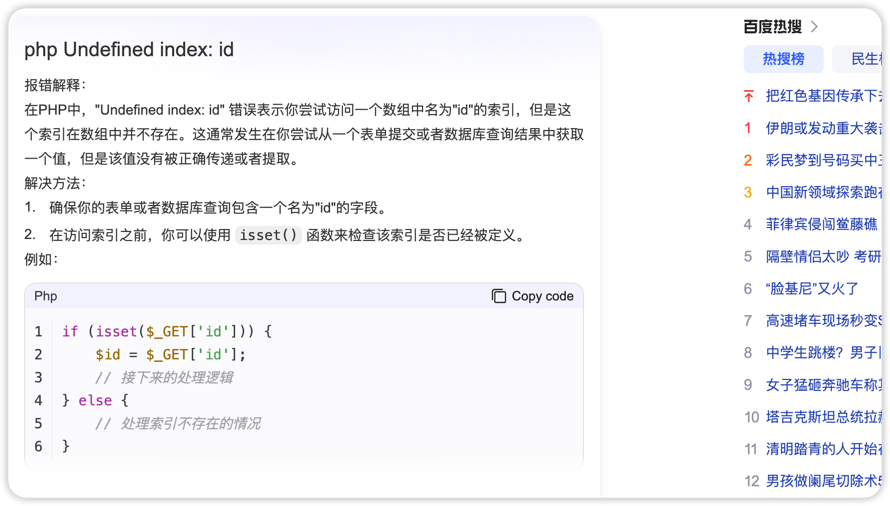 php Undefined index: id
报错解释：
在PHP中，"Undefined index: id" 错误表示你尝试访问一个数组中名为"id"的索引，但是这
个索引在数组中并不存在。这通常发生在你尝试从一个表单提交或者数据库查询结果中获取
一个值，但是该值没有被正确传递或者提取。
解决方法：
1. 确保你的表单或者数据库查询包含一个名为"id"的字段。
2. 在访问索引之前，你可以使用 isset() 函数来检查该索引是否已经被定义。
例如：
Php
Copy code
1 if (isset($_GET['id'])) {
2     $id = $_GET['id'];
3     // 接下来的处理逻辑
4 } else {
5     // 处理索引不存在的情况
6 }
百度热搜 >
热搜榜 民生
把红色基因传承下
1 伊朗或发动重大袭
2 彩民梦到号码买中
3 中国新领域探索跑
4 菲律宾侵闯鲎藤礁
5 隔壁情侣太吵 考研
6 “脸基尼”又火了
7 高速堵车现场秒变
8 中学生跳楼？男子
9 女子猛砸奔驰车称
10 塔吉克斯坦总统拉
11 清明踏青的人开始
12 男孩做阑尾切除术